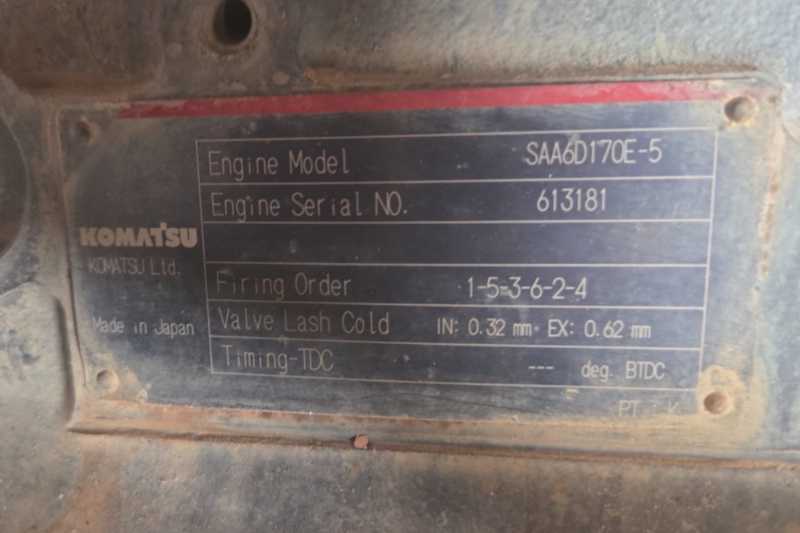 KOMATSU
KOMATSU Ltd.
Made in Japan
Engine Model SAA6D170E-5
Engine Serial NO. 613181
Firing Order 1-5-3-6-2-4
Valve Lash Cold IN: 0.32 mm EX: 0.62 mm
Timing-TDC --- deg. BTDC
PT : K